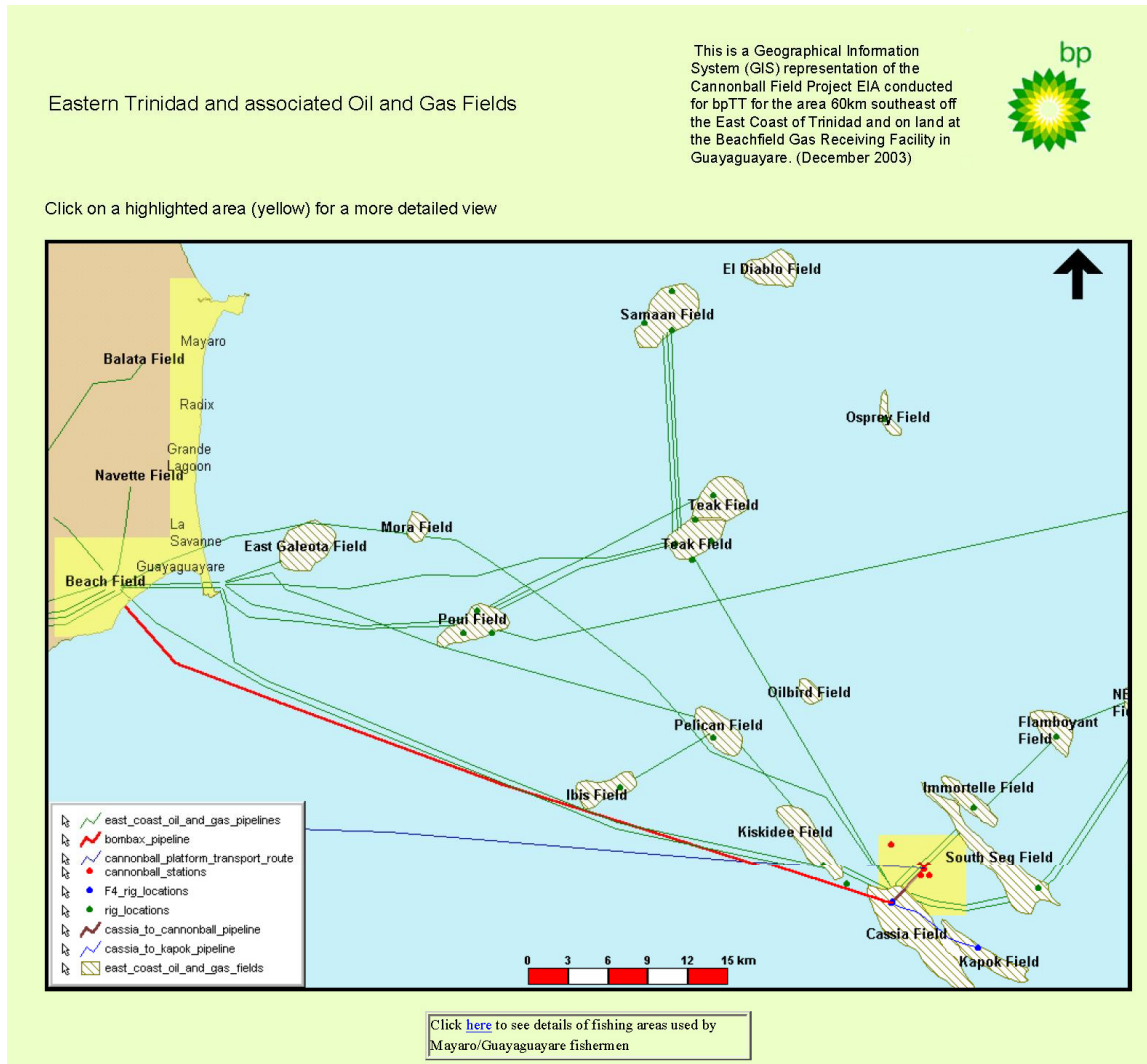 bp
This is a Geographical Information
System (GIS) representation of the
Cannonball Field Project EIA conducted
for bpTT for the area 60km southeast off
the East Coast of Trinidad and on land at
the Beachfield Gas Receiving Facility in
Guayaguayare. (December 2003)
Eastern Trinidad and associated Oil and Gas Fields
Click on a highlighted area (yellow) for a more detailed view
El Diablo Field
Samaan Field
Mayaro
Balata Field
Radix
Osprey Field
Grande
Lagoon
Navette Field
Teak Field
La
Savanne
Mora Field
East Galeota Field
Teak Field
Guayaguayare
Beach Field
Poui Field
Oilbird Field
Pelican Field
Flamboyant
Field
Ibis Field
Immortelle Field
Kiskidee Field
South Seg Field
Cassia Field
Kapok Field
east_coast_oil_and_gas_pipelines
bombax_pipeline
cannonball_platform_transport_route
cannonball_stations
F4_rig_locations
rig_locations
cassia_to_cannonball_pipeline
cassia_to_kapok_pipeline
east_coast_oil_and_gas_fields
0 3 6 9 12 15 km
Click here to see details of fishing areas used by
Mayaro/Guayaguayare fishermen